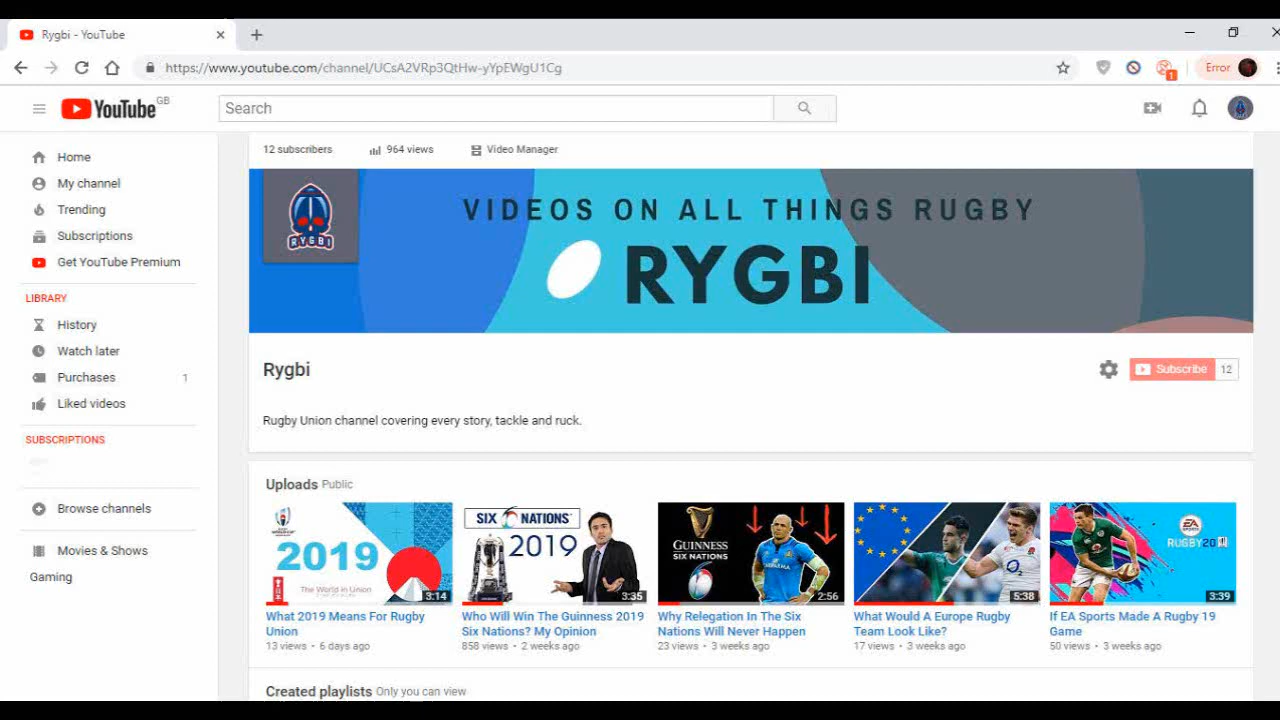 Rygbi - YouTube
https://www.youtube.com/channel/UCsA2VRp3QtHw-yYpEWgU1Cg
1
Error
YouTube GB
Search
Home
My channel
Trending
Subscriptions
Get YouTube Premium
LIBRARY
History
Watch later
Purchases 1
Liked videos
SUBSCRIPTIONS
Browse channels
Movies & Shows
Gaming
12 subscribers 964 views Video Manager
RYGBI
VIDEOS ON ALL THINGS RUGBY
RYGBI
Rygbi
Subscribe 12
Rugby Union channel covering every story, tackle and ruck.
Uploads Public
2019
The World in Union
3:14
What 2019 Means For Rugby
Union
13 views • 6 days ago
SIX NATIONS
2019
3:35
Who Will Win The Guinness 2019
Six Nations? My Opinion
858 views • 2 weeks ago
GUINNESS
SIX NATIONS
2:56
Why Relegation In The Six
Nations Will Never Happen
23 views • 3 weeks ago
O2
5:38
What Would A Europe Rugby
Team Look Like?
17 views • 3 weeks ago
EA
SPORTS
RUGBY 20
3:39
If EA Sports Made A Rugby 19
Game
50 views • 3 weeks ago
Created playlists Only you can view